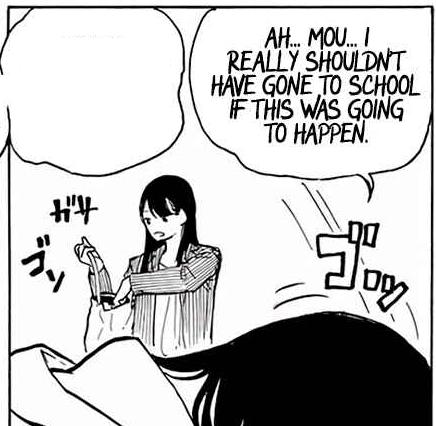 AH... MOU... I
REALLY SHOULDN'T
HAVE GONE TO SCHOOL
IF THIS WAS GOING
TO HAPPEN.
ゴロッ
ガサ
ゴソ